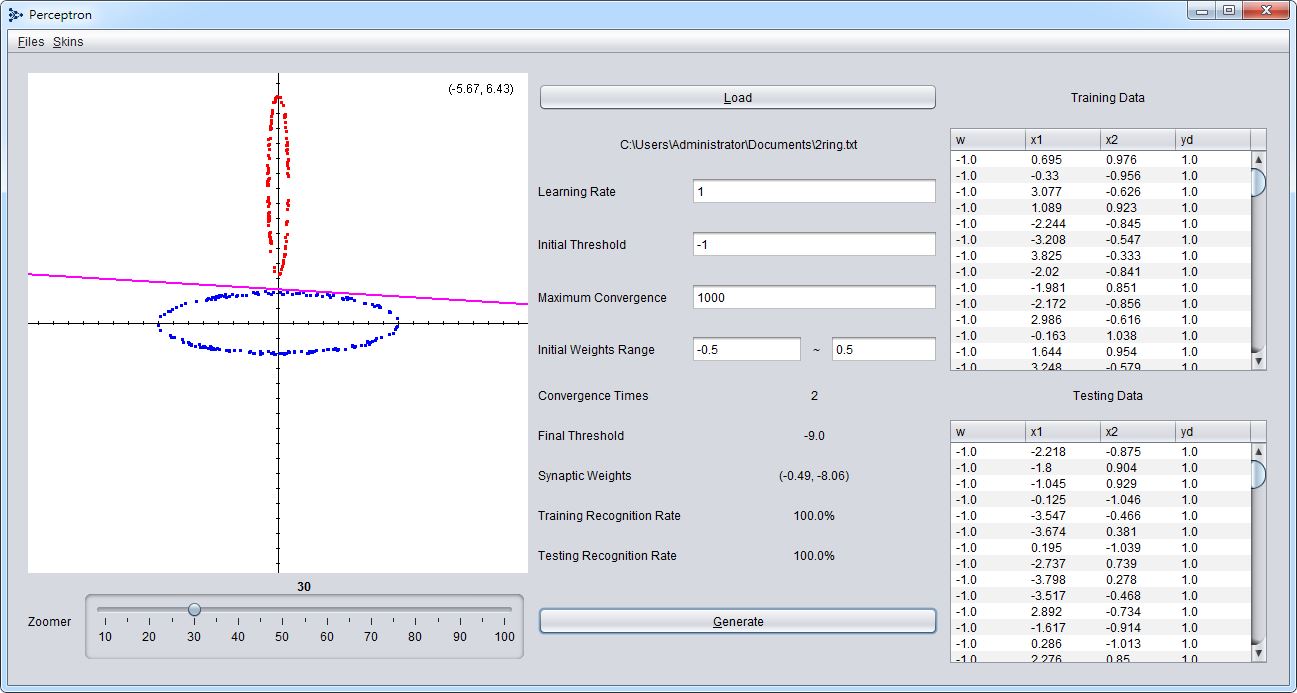 Perceptron
Files Skins
(-5.67, 6.43)
30
Zoomer
10 20 30 40 50 60 70 80 90 100
Load
C:\Users\Administrator\Documents\2ring.txt
Learning Rate 1
Initial Threshold -1
Maximum Convergence 1000
Initial Weights Range -0.5 ~ 0.5
Convergence Times 2
Final Threshold -9.0
Synaptic Weights (-0.49, -8.06)
Training Recognition Rate 100.0%
Testing Recognition Rate 100.0%
Generate
Training Data
w x1 x2 yd
-1.0 0.695 0.976 1.0
-1.0 -0.33 -0.956 1.0
-1.0 3.077 -0.626 1.0
-1.0 1.089 0.923 1.0
-1.0 -2.244 -0.845 1.0
-1.0 -3.208 -0.547 1.0
-1.0 3.825 -0.333 1.0
-1.0 -2.02 -0.841 1.0
-1.0 -1.981 0.851 1.0
-1.0 -2.172 -0.856 1.0
-1.0 2.986 -0.616 1.0
-1.0 -0.163 1.038 1.0
-1.0 1.644 0.954 1.0
-1.0 3.248 -0.579 1.0
Testing Data
w x1 x2 yd
-1.0 -2.218 -0.875 1.0
-1.0 -1.8 0.904 1.0
-1.0 -1.045 0.929 1.0
-1.0 -0.125 -1.046 1.0
-1.0 -3.547 -0.466 1.0
-1.0 -3.674 0.381 1.0
-1.0 0.195 -1.039 1.0
-1.0 -2.737 0.739 1.0
-1.0 -3.798 0.278 1.0
-1.0 -3.517 -0.468 1.0
-1.0 2.892 -0.734 1.0
-1.0 -1.617 -0.914 1.0
-1.0 0.286 -1.013 1.0
-1.0 2.276 0.85 1.0